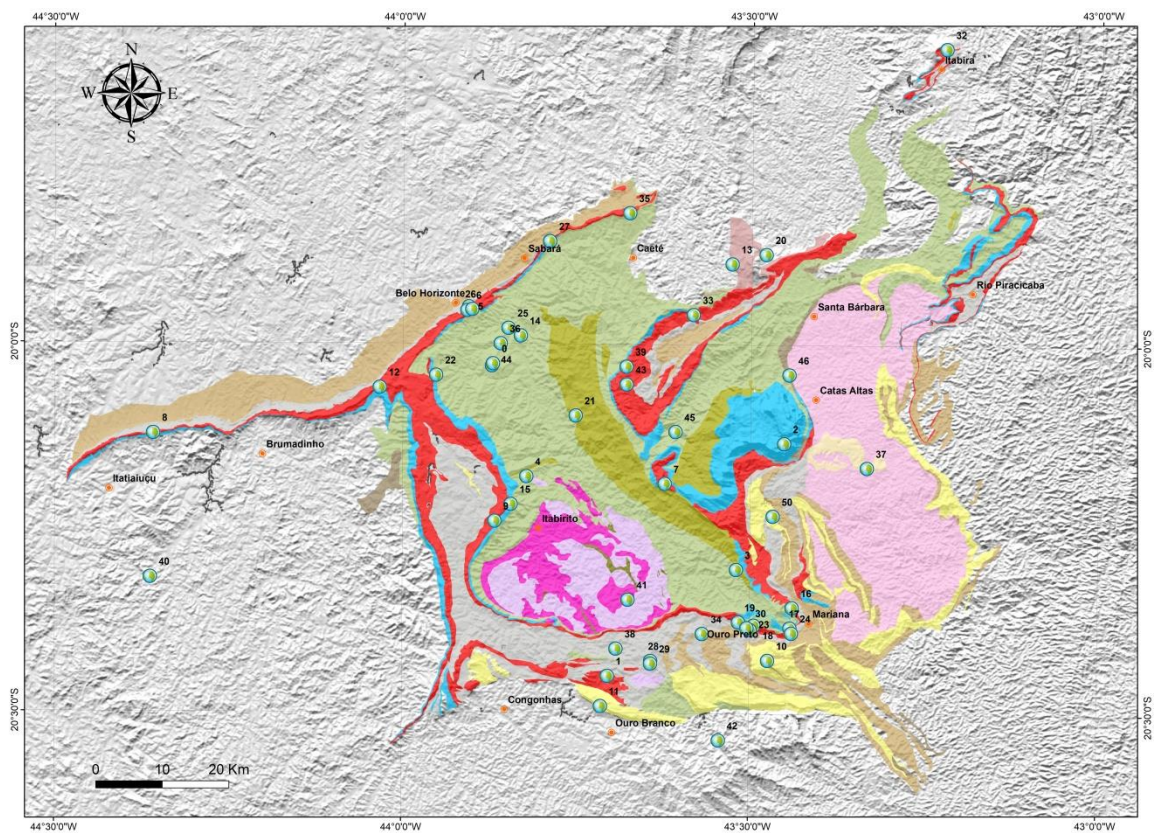 44°30'0"W 44°0'0"W 43°30'0"W 43°0'0"W
32
N
Itabira
W E
S
35
27
Sabará
Caeté
13
20
Belo Horizonte
26
6
5
Rio Piracicaba
33
Santa Bárbara
25
36
14
20°0'0"S 20°0'0"S
0
39
44
22
46
12
43
Catas Altas
21
8
45
2
Brumadinho
37
4
7
Itatiaiuçu
15
9
50
Itabirito
3
40
41
16
19
17
Mariana
34
30
24
23
Ouro Preto
18
38
28
29
10
1
11
20°30'0"S 20°30'0"S
Congonhas
Ouro Branco
42
0 10 20 Km
44°30'0"W 44°0'0"W 43°30'0"W 43°0'0"W